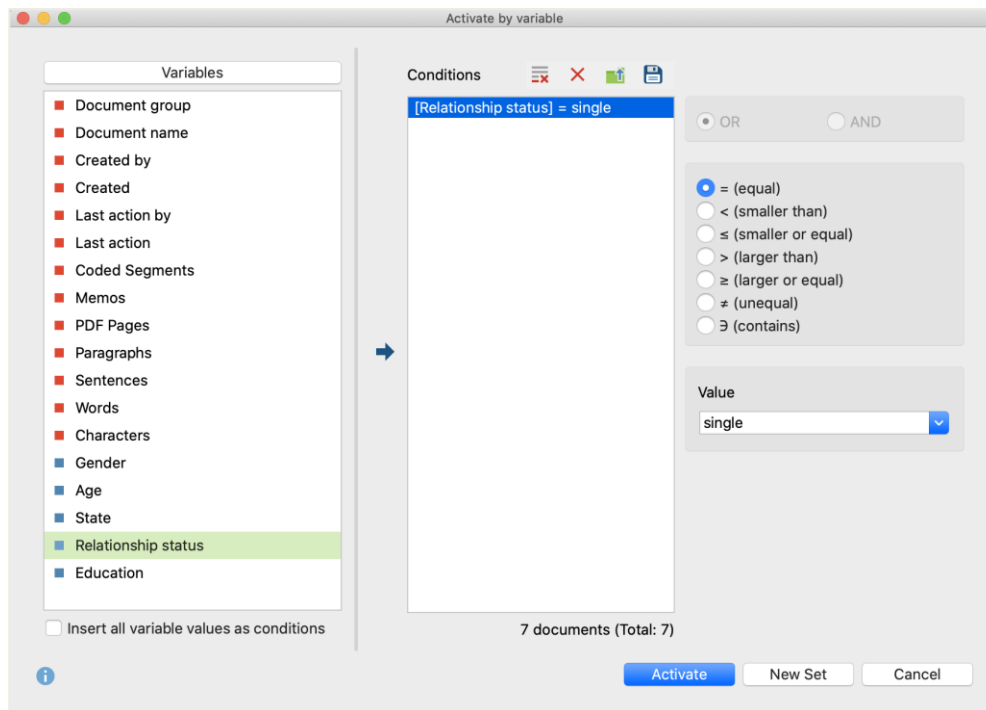 Activate by variable
Variables
Document group
Document name
Created by
Created
Last action by
Last action
Coded Segments
Memos
PDF Pages
Paragraphs
Sentences
Words
Characters
Gender
Age
State
Relationship status
Education
Insert all variable values as conditions
Conditions
[Relationship status] = single
7 documents (Total: 7)
OR AND
= (equal)
< (smaller than)
≤ (smaller or equal)
> (larger than)
≥ (larger or equal)
≠ (unequal)
∋ (contains)
Value
single
Activate New Set Cancel